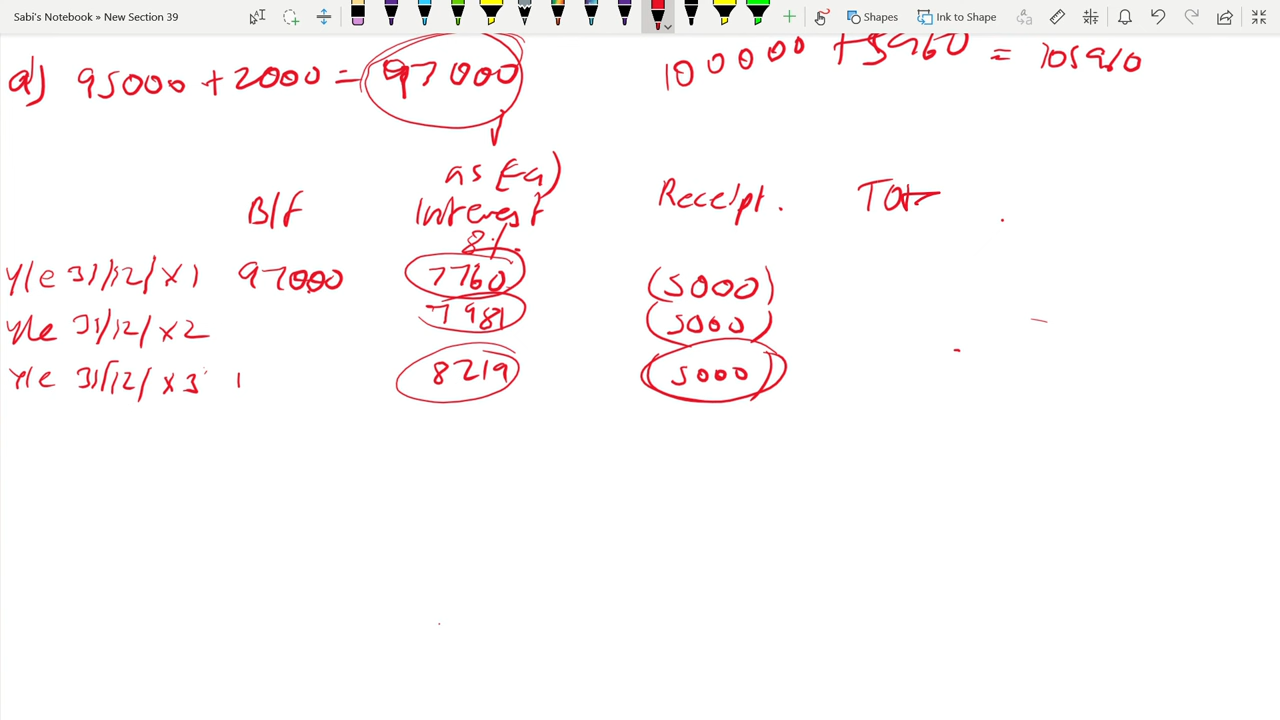 Sabi's Notebook » New Section 39
Shapes
Ink to Shape
a) 95000 + 2000 = 97000
100000 + 5960 = 105960
as (Ea)
B/f Interest Receipt. Tot
8%
Y/e 31/12/X1 97000 7760 (5000)
Y/e 31/12/X2 7981 (5000)
Y/e 31/12/X3 8219 (5000)